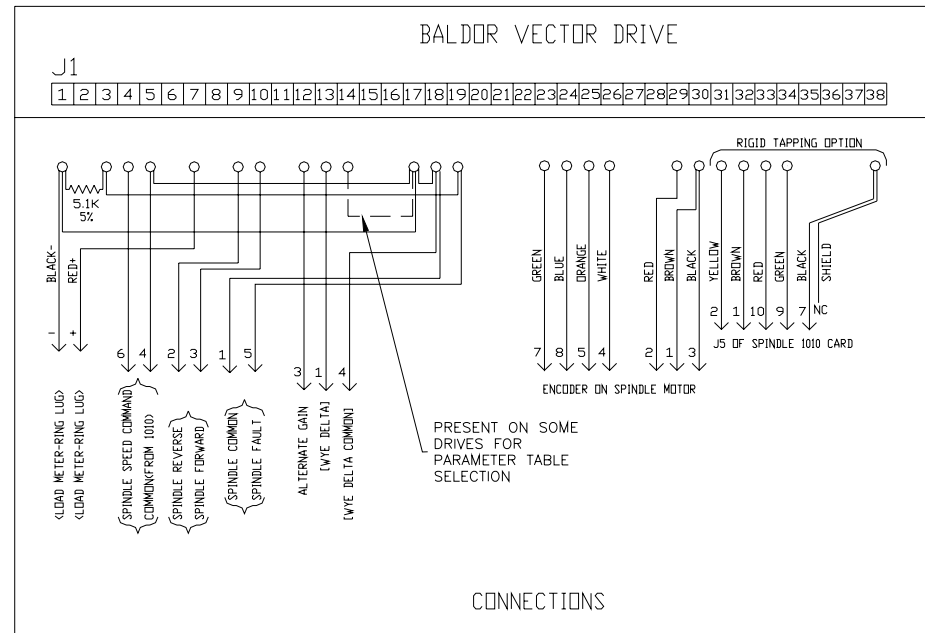 BALDOR VECTOR DRIVE
J1
1 2 3 4 5 6 7 8 9 10 11 12 13 14 15 16 17 18 19 20 21 22 23 24 25 26 27 28 29 30 31 32 33 34 35 36 37 38
RIGID TAPPING OPTION
5.1K
5%
BLACK-
RED+
GREEN
BLUE
ORANGE
WHITE
RED
BROWN
BLACK
YELLOW
BROWN
RED
GREEN
BLACK
SHIELD
- +
6 4 2 3 1 5 3 1 4
7 8 5 4 2 1 3
2 1 10 9 7 NC
J5 OF SPINDLE 1010 CARD
ENCODER ON SPINDLE MOTOR
<LOAD METER-RING LUG>
<LOAD METER-RING LUG>
SPINDLE SPEED COMMAND
COMMON(FROM 1010)
SPINDLE REVERSE
SPINDLE FORWARD
SPINDLE COMMON
SPINDLE FAULT
ALTERNATE GAIN
[WYE DELTA]
[WYE DELTA COMMON]
PRESENT ON SOME
DRIVES FOR
PARAMETER TABLE
SELECTION
CONNECTIONS